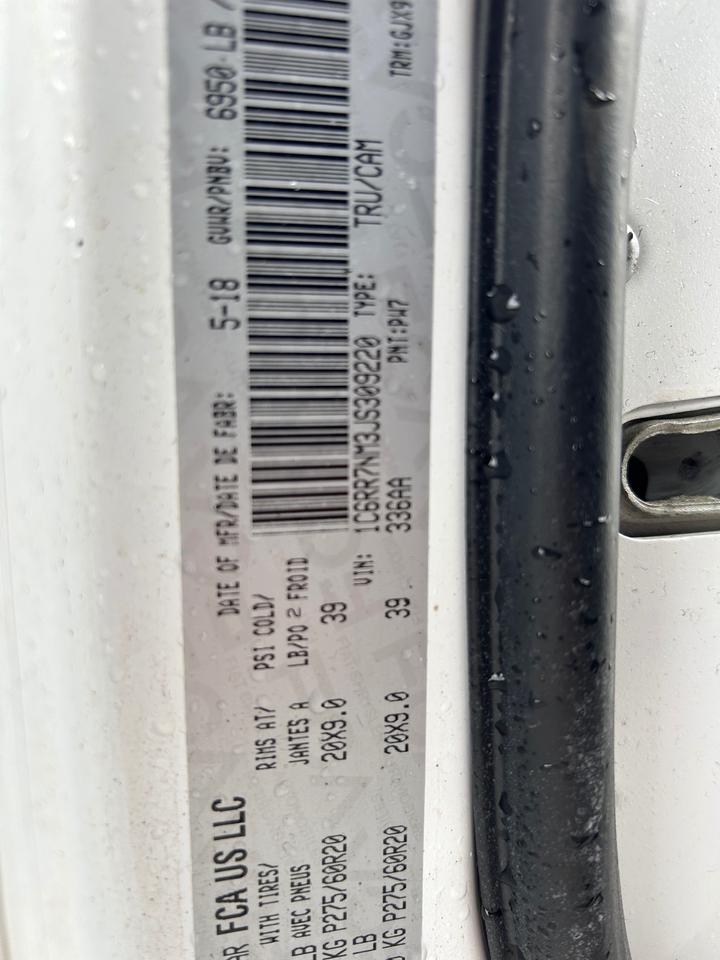 FCA US LLC
DATE OF MFR/DATE DE FABR: 5-18 GVWR/PNBV: 6950 LB
WITH TIRES/ RIMS AT/ PSI COLD/
LB AVEC PNEUS JANTES A LB/PO 2 FROID
KG P275/60R20 20X9.0 39
LB
KG P275/60R20 20X9.0 39
VIN: 1C6RR7NM3JS309220 TYPE: TRU/CAM
336AA PNT:PW7 TRM:GJX9